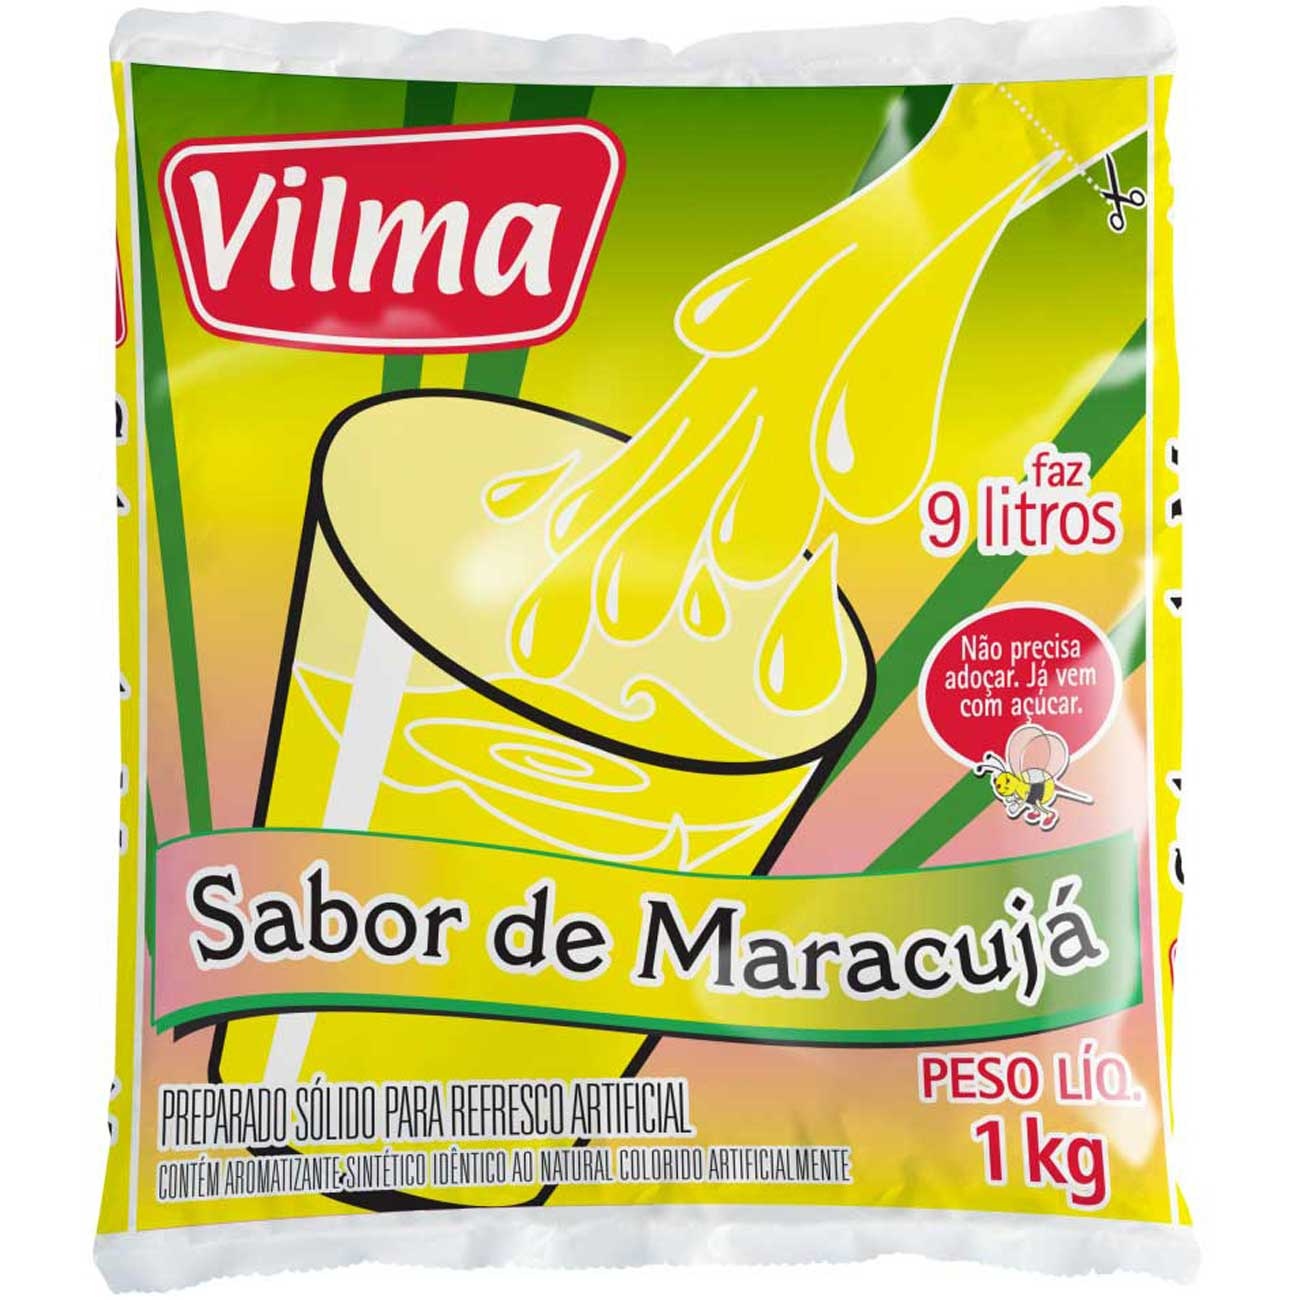 Vilma
faz
9 litros
Não precisa
adoçar. Já vem
com açúcar.
Sabor de Maracujá
PESO LÍQ.
1 kg
PREPARADO SÓLIDO PARA REFRESCO ARTIFICIAL
CONTÉM AROMATIZANTE SINTÉTICO IDÊNTICO AO NATURAL COLORIDO ARTIFICIALMENTE